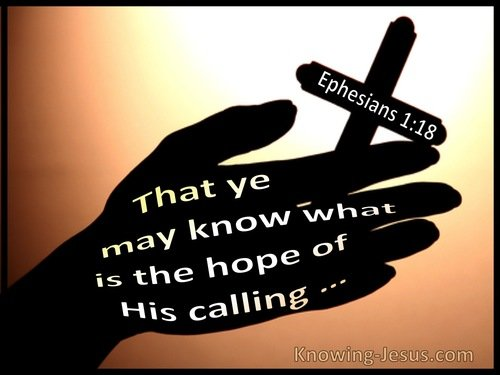 Ephesians 1:18
That ye
may know what
is the hope of
His calling ...
Knowing-Jesus.com